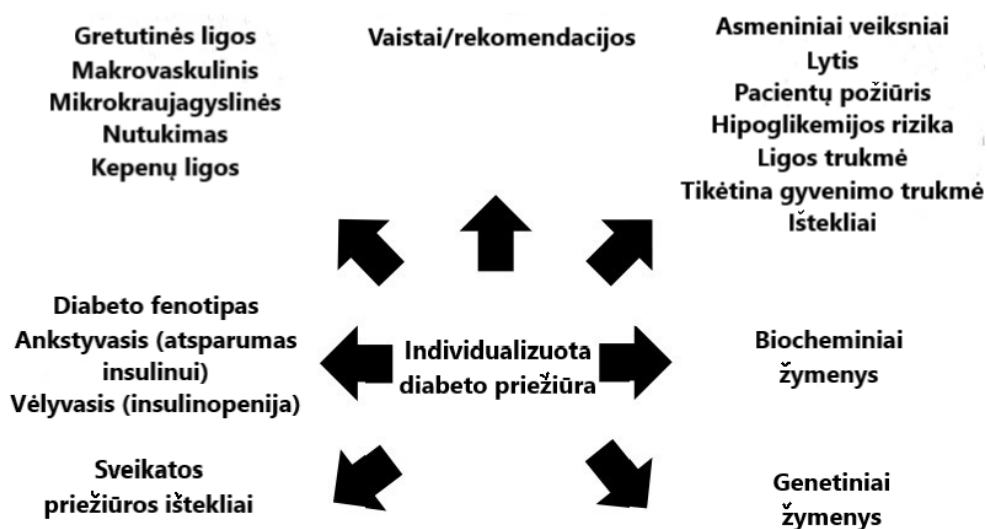 Gretutinės ligos
Makrovaskulinis
Mikrokraujagyslinės
Nutukimas
Kepenų ligos
Vaistai/rekomendacijos
Asmeniniai veiksniai
Lytis
Pacientų požiūris
Hipoglikemijos rizika
Ligos trukmė
Tikėtina gyvenimo trukmė
Ištekliai
Diabeto fenotipas
Ankstyvasis (atsparumas
insulinui)
Vėlyvasis (insulinopenija)
Individualizuota
diabeto priežiūra
Biocheminiai
žymenys
Sveikatos
priežiūros ištekliai
Genetiniai
žymenys